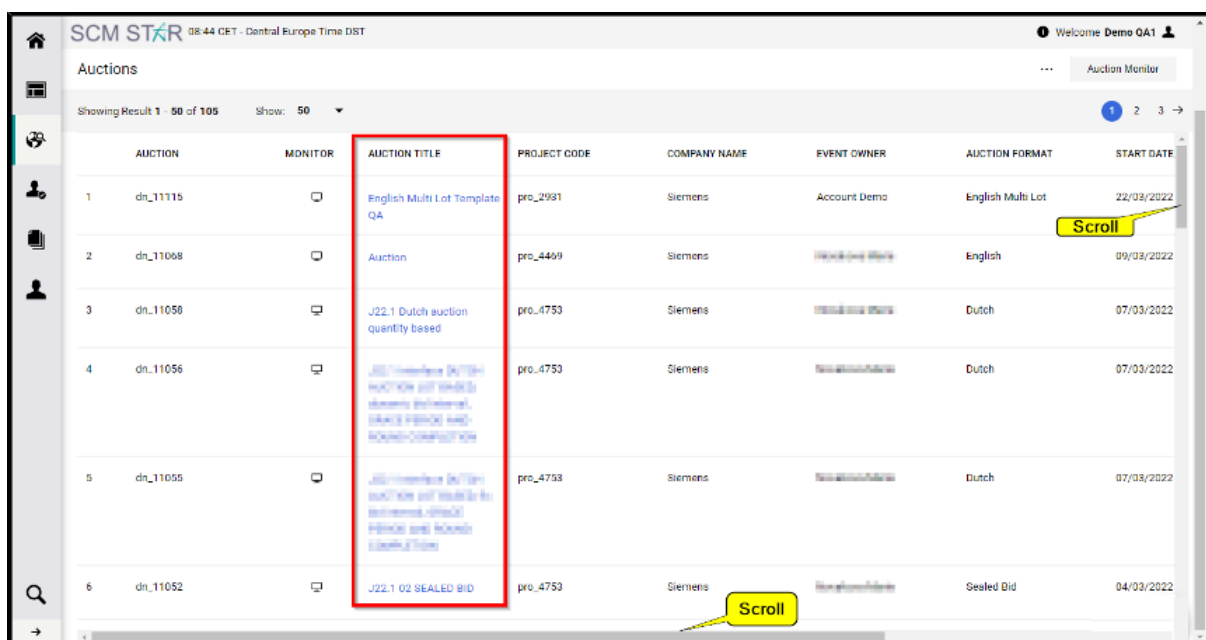 SCM STAR 08:44 CET - Central Europe Time DST
Welcome Demo QA1
Auctions
... Auction Monitor
Showing Result 1 - 50 of 105 Show: 50
1 2 3 →
AUCTION MONITOR AUCTION TITLE PROJECT CODE COMPANY NAME EVENT OWNER AUCTION FORMAT START DATE
1 dn_11115 English Multi Lot Template pro_2931 Siemens Account Demo English Multi Lot 22/03/2022
QA
Scroll
2 dn_11068 Auction pro_4469 Siemens English 09/03/2022
3 dn_11058 J22.1 Dutch auction pro_4753 Siemens Dutch 07/03/2022
quantity based
4 dn_11056 pro_4753 Siemens Dutch 07/03/2022
5 dn_11055 pro_4753 Siemens Dutch 07/03/2022
6 dn_11052 J22.1 02 SEALED BID pro_4753 Siemens Sealed Bid 04/03/2022
Scroll